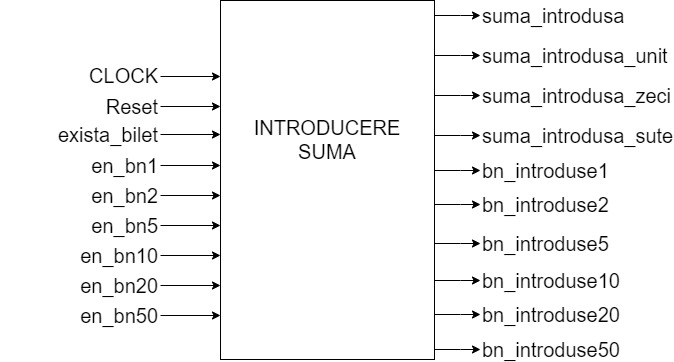 CLOCK
Reset
exista_bilet
en_bn1
en_bn2
en_bn5
en_bn10
en_bn20
en_bn50
INTRODUCERE
SUMA
suma_introdusa
suma_introdusa_unit
suma_introdusa_zeci
suma_introdusa_sute
bn_introduse1
bn_introduse2
bn_introduse5
bn_introduse10
bn_introduse20
bn_introduse50